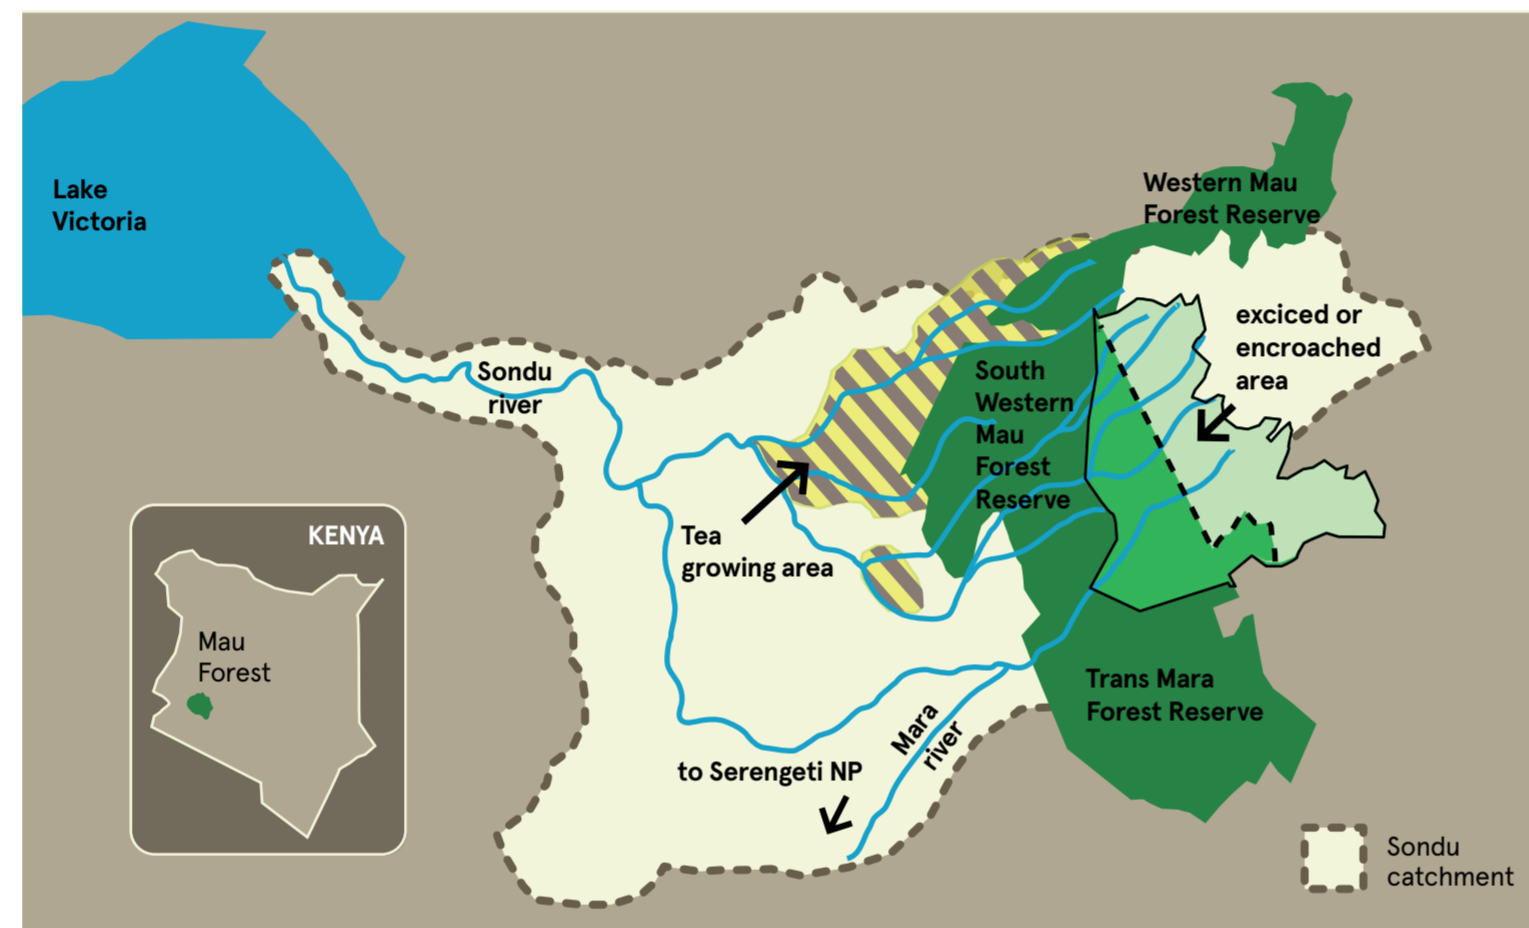 Lake
Victoria
Western Mau
Forest Reserve
exciced or
encroached
area
Sondu
river
South
Western
Mau
Forest
Reserve
Tea
growing area
KENYA
Mau
Forest
Trans Mara
Forest Reserve
Mara
river
to Serengeti NP
Sondu
catchment